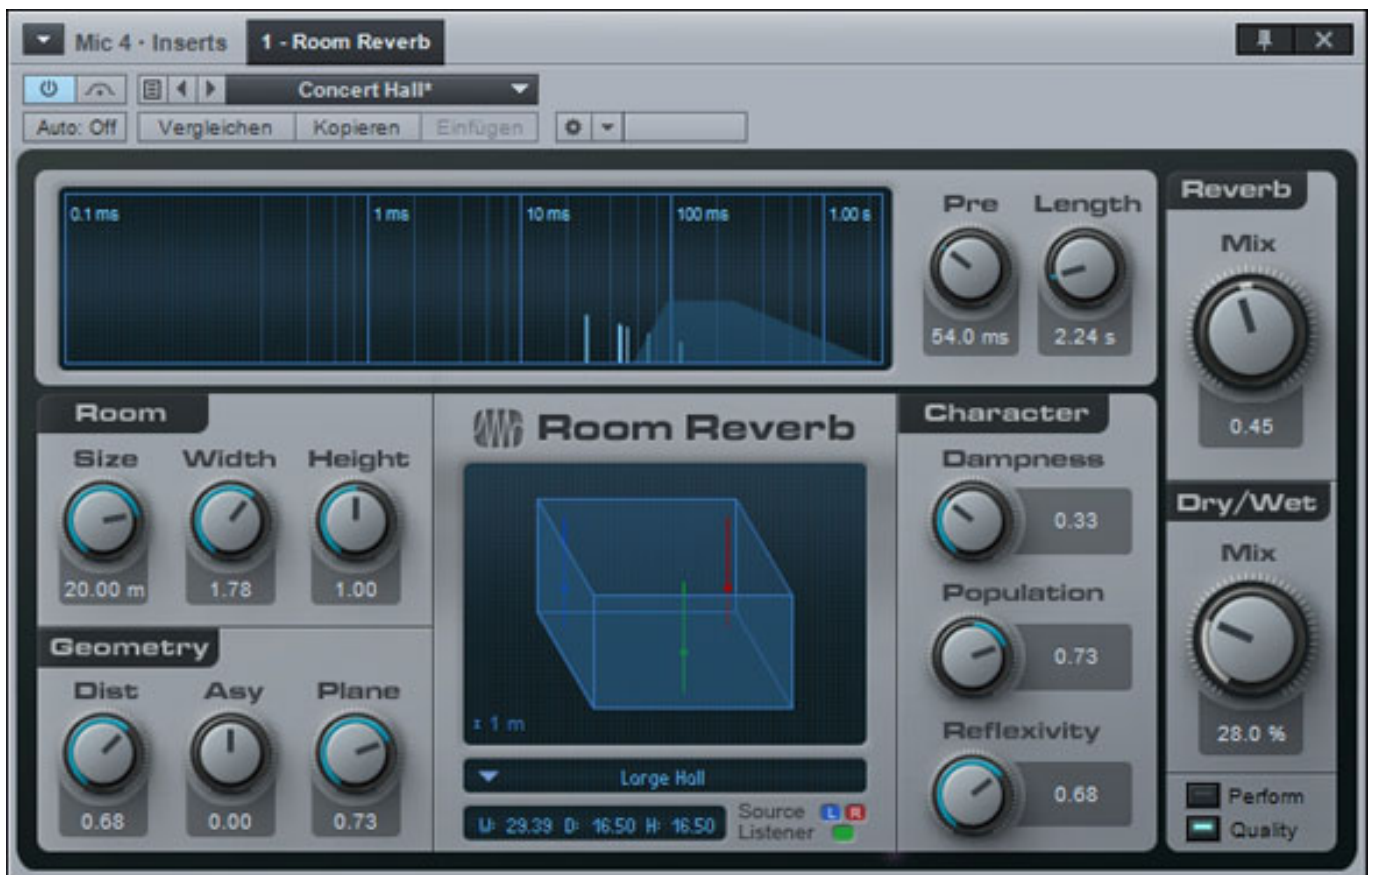 Mic 4 · Inserts 1 - Room Reverb
Concert Hall*
Auto: Off Vergleichen Kopieren Einfügen
0.1 ms 1 ms 10 ms 100 ms 1.00 s
Pre Length
54.0 ms 2.24 s
Reverb
Mix
0.45
Room
Size Width Height
20.00 m 1.78 1.00
Geometry
Dist Asy Plane
0.68 0.00 0.73
Room Reverb
x 1 m
Large Hall
W: 29.39 D: 16.50 H: 16.50
Source L R
Listener
Character
Dampness
0.33
Population
0.73
Reflexivity
0.68
Dry/Wet
Mix
28.0 %
Perform
Quality